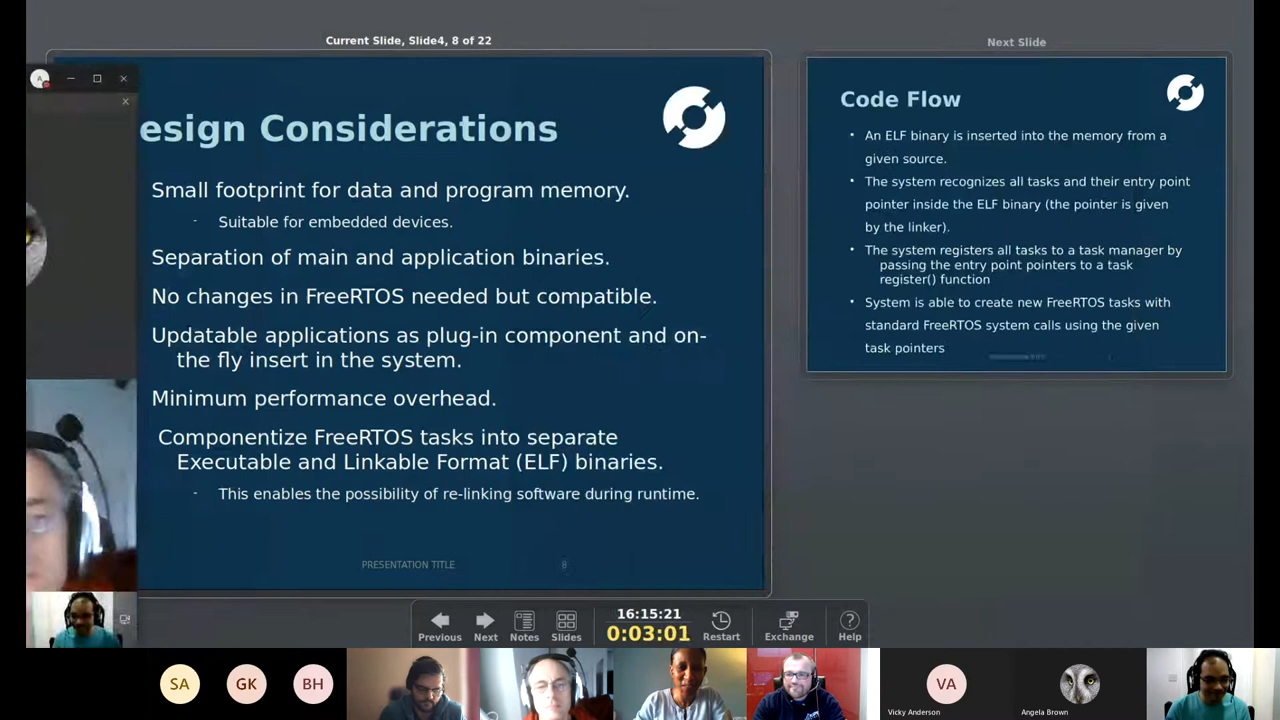 Current Slide, Slide4, 8 of 22
Next Slide
A
esign Considerations
Small footprint for data and program memory.
- Suitable for embedded devices.
Separation of main and application binaries.
No changes in FreeRTOS needed but compatible.
Updatable applications as plug-in component and on-
the fly insert in the system.
Minimum performance overhead.
Componentize FreeRTOS tasks into separate
Executable and Linkable Format (ELF) binaries.
- This enables the possibility of re-linking software during runtime.
PRESENTATION TITLE
8
Code Flow
• An ELF binary is inserted into the memory from a
given source.
• The system recognizes all tasks and their entry point
pointer inside the ELF binary (the pointer is given
by the linker).
• The system registers all tasks to a task manager by
passing the entry point pointers to a task
register() function
• System is able to create new FreeRTOS tasks with
standard FreeRTOS system calls using the given
task pointers
Previous
Next
Notes
Slides
16:15:21
0:03:01
Restart
Exchange
Help
SA
GK
BH
VA
Vicky Anderson
Angela Brown